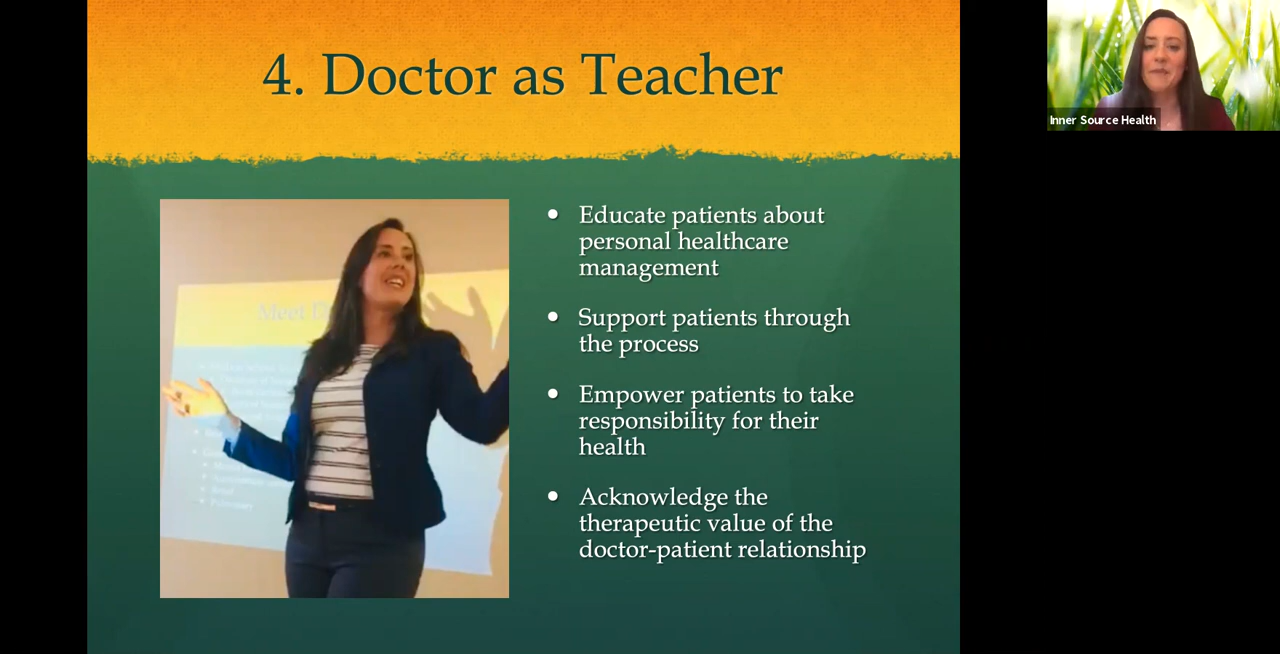 4. Doctor as Teacher
Inner Source Health
Meet D
• Educate patients about
personal healthcare
management
• Support patients through
the process
• Empower patients to take
responsibility for their
health
• Acknowledge the
therapeutic value of the
doctor-patient relationship